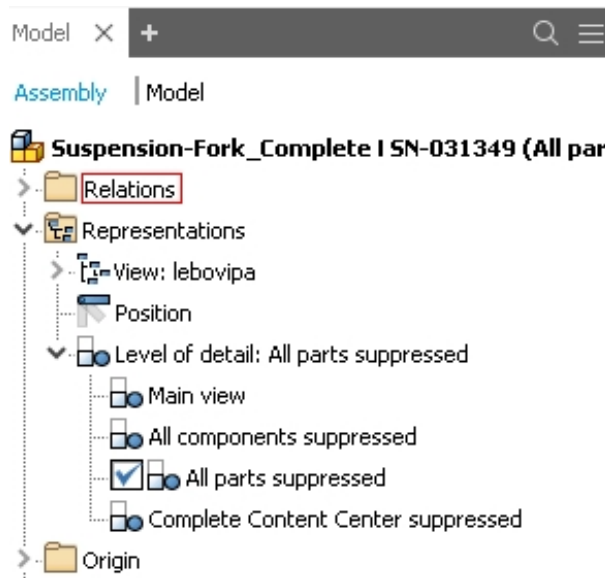 Model
Assembly | Model
Suspension-Fork_Complete I SN-031349 (All par
Relations
Representations
View: lebovipa
Position
Level of detail: All parts suppressed
Main view
All components suppressed
All parts suppressed
Complete Content Center suppressed
Origin